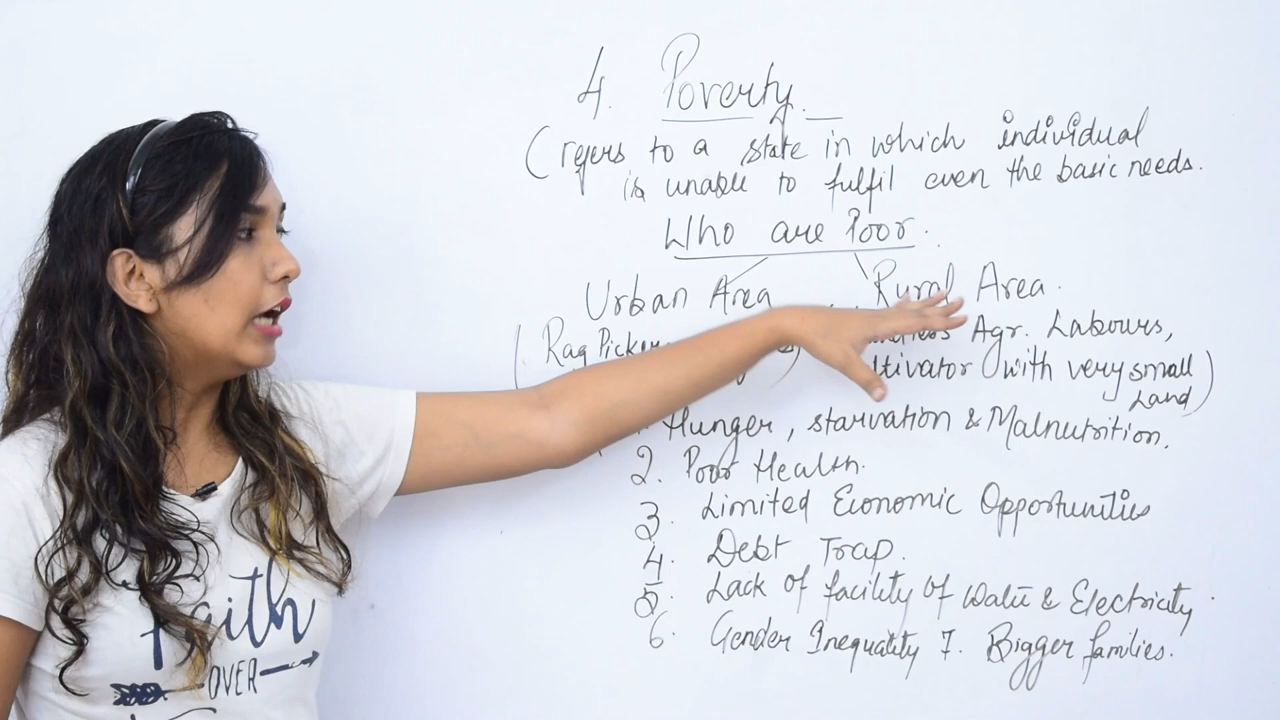 4. Poverty.
(refers to a state in which individual
is unable to fulfil even the basic needs.
Who are Poor.
Urban Area Rural Area.
(Rag Picker Agr. Labours,
with very small
Land)
Hunger, starvation & Malnutrition.
2. Poor Health.
3. Limited Economic Opportunities
4. Debt Trap.
5. Lack of facility of Water & Electricity.
6. Gender Inequality 7. Bigger families.
Faith
OVER